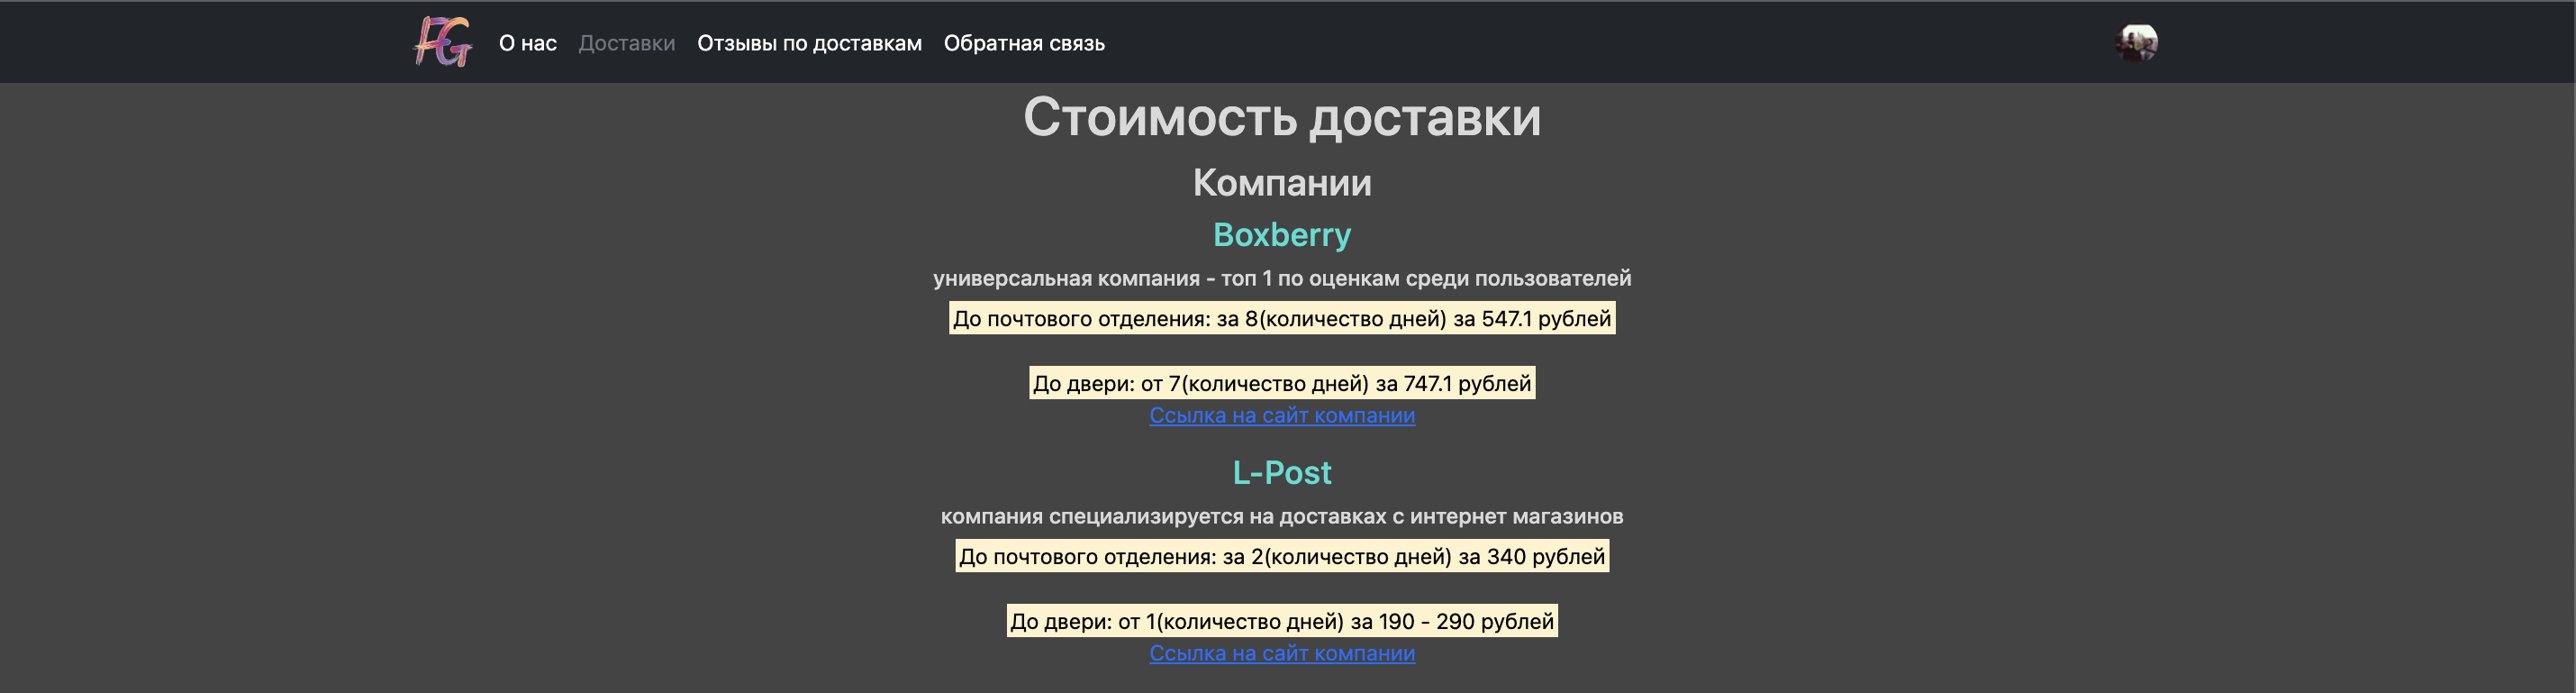 FG
О нас Доставки Отзывы по доставкам Обратная связь
Стоимость доставки
Компании
Boxberry
универсальная компания - топ 1 по оценкам среди пользователей
До почтового отделения: за 8(количество дней) за 547.1 рублей
До двери: от 7(количество дней) за 747.1 рублей
Ссылка на сайт компании
L-Post
компания специализируется на доставках с интернет магазинов
До почтового отделения: за 2(количество дней) за 340 рублей
До двери: от 1(количество дней) за 190 - 290 рублей
Ссылка на сайт компании